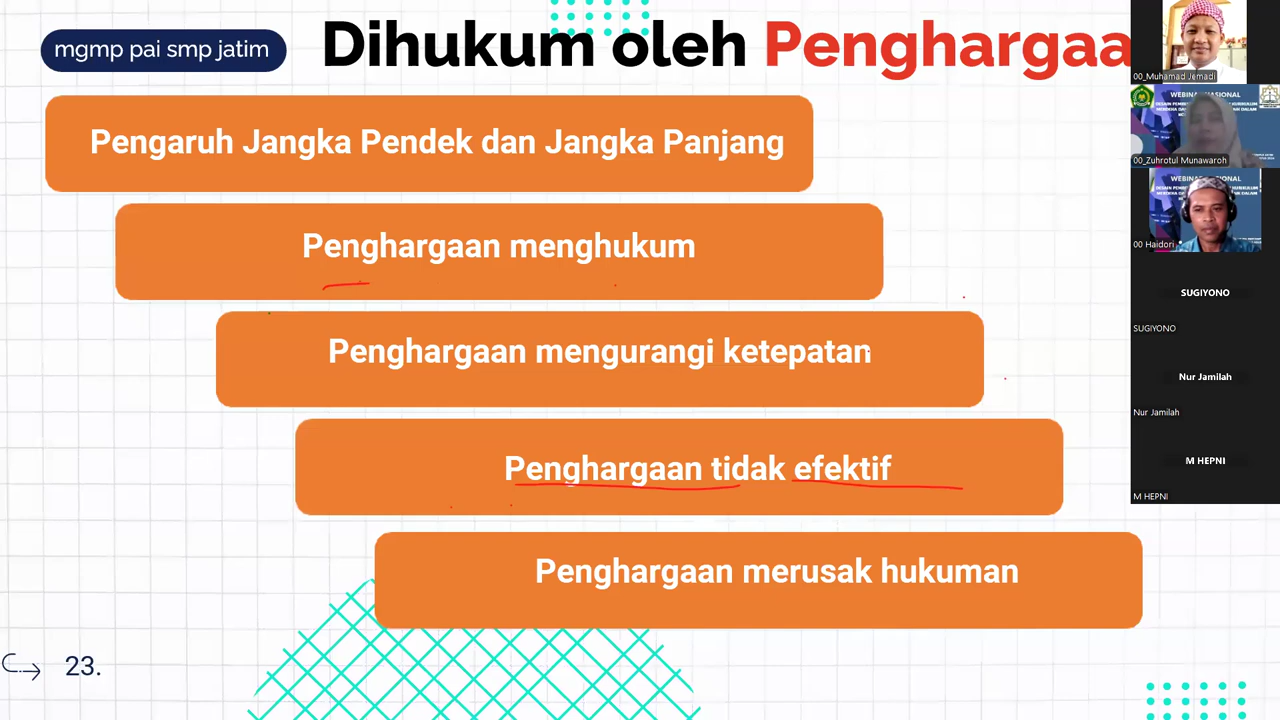 mgmp pai smp jatim
Dihukum oleh Penghargaa
Pengaruh Jangka Pendek dan Jangka Panjang
Penghargaan menghukum
Penghargaan mengurangi ketepatan
Penghargaan tidak efektif
Penghargaan merusak hukuman
23.
00_Muhamad Jemadi
WEBINAR NASIONAL
00_Zuhrotul Munawaroh
WEBINAR NASIONAL
00 Haidori
SUGIYONO
SUGIYONO
Nur Jamilah
Nur Jamilah
M HEPNI
M HEPNI